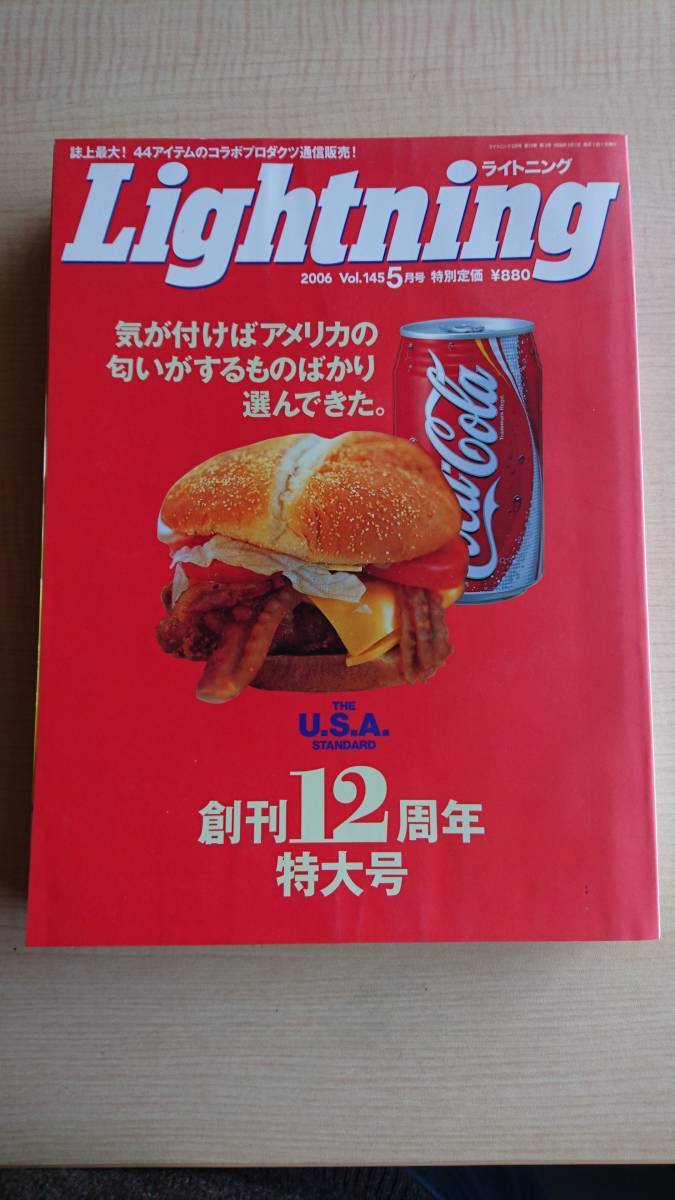 誌上最大! 44アイテムのコラボプロダクツ通信販売!
ライトニング
Lightning
2006 Vol.145 5月号 特別定価 ¥880
気が付けばアメリカの
匂いがするものばかり
選んできた。
Coca-Cola
THE
U.S.A.
STANDARD
創刊12周年
特大号